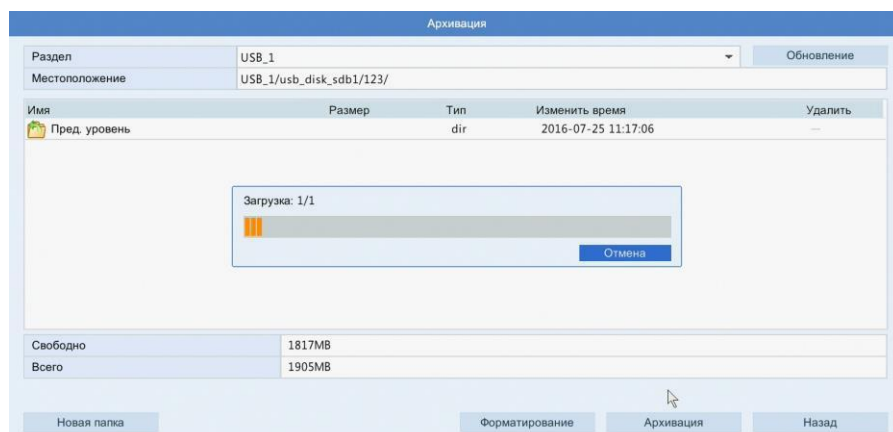 Архивация
Раздел USB_1 Обновление
Местоположение USB_1/usb_disk_sdb1/123/
Имя Размер Тип Изменить время Удалить
Пред. уровень dir 2016-07-25 11:17:06 —
Загрузка: 1/1
Отмена
Свободно 1817MB
Всего 1905MB
Новая папка Форматирование Архивация Назад